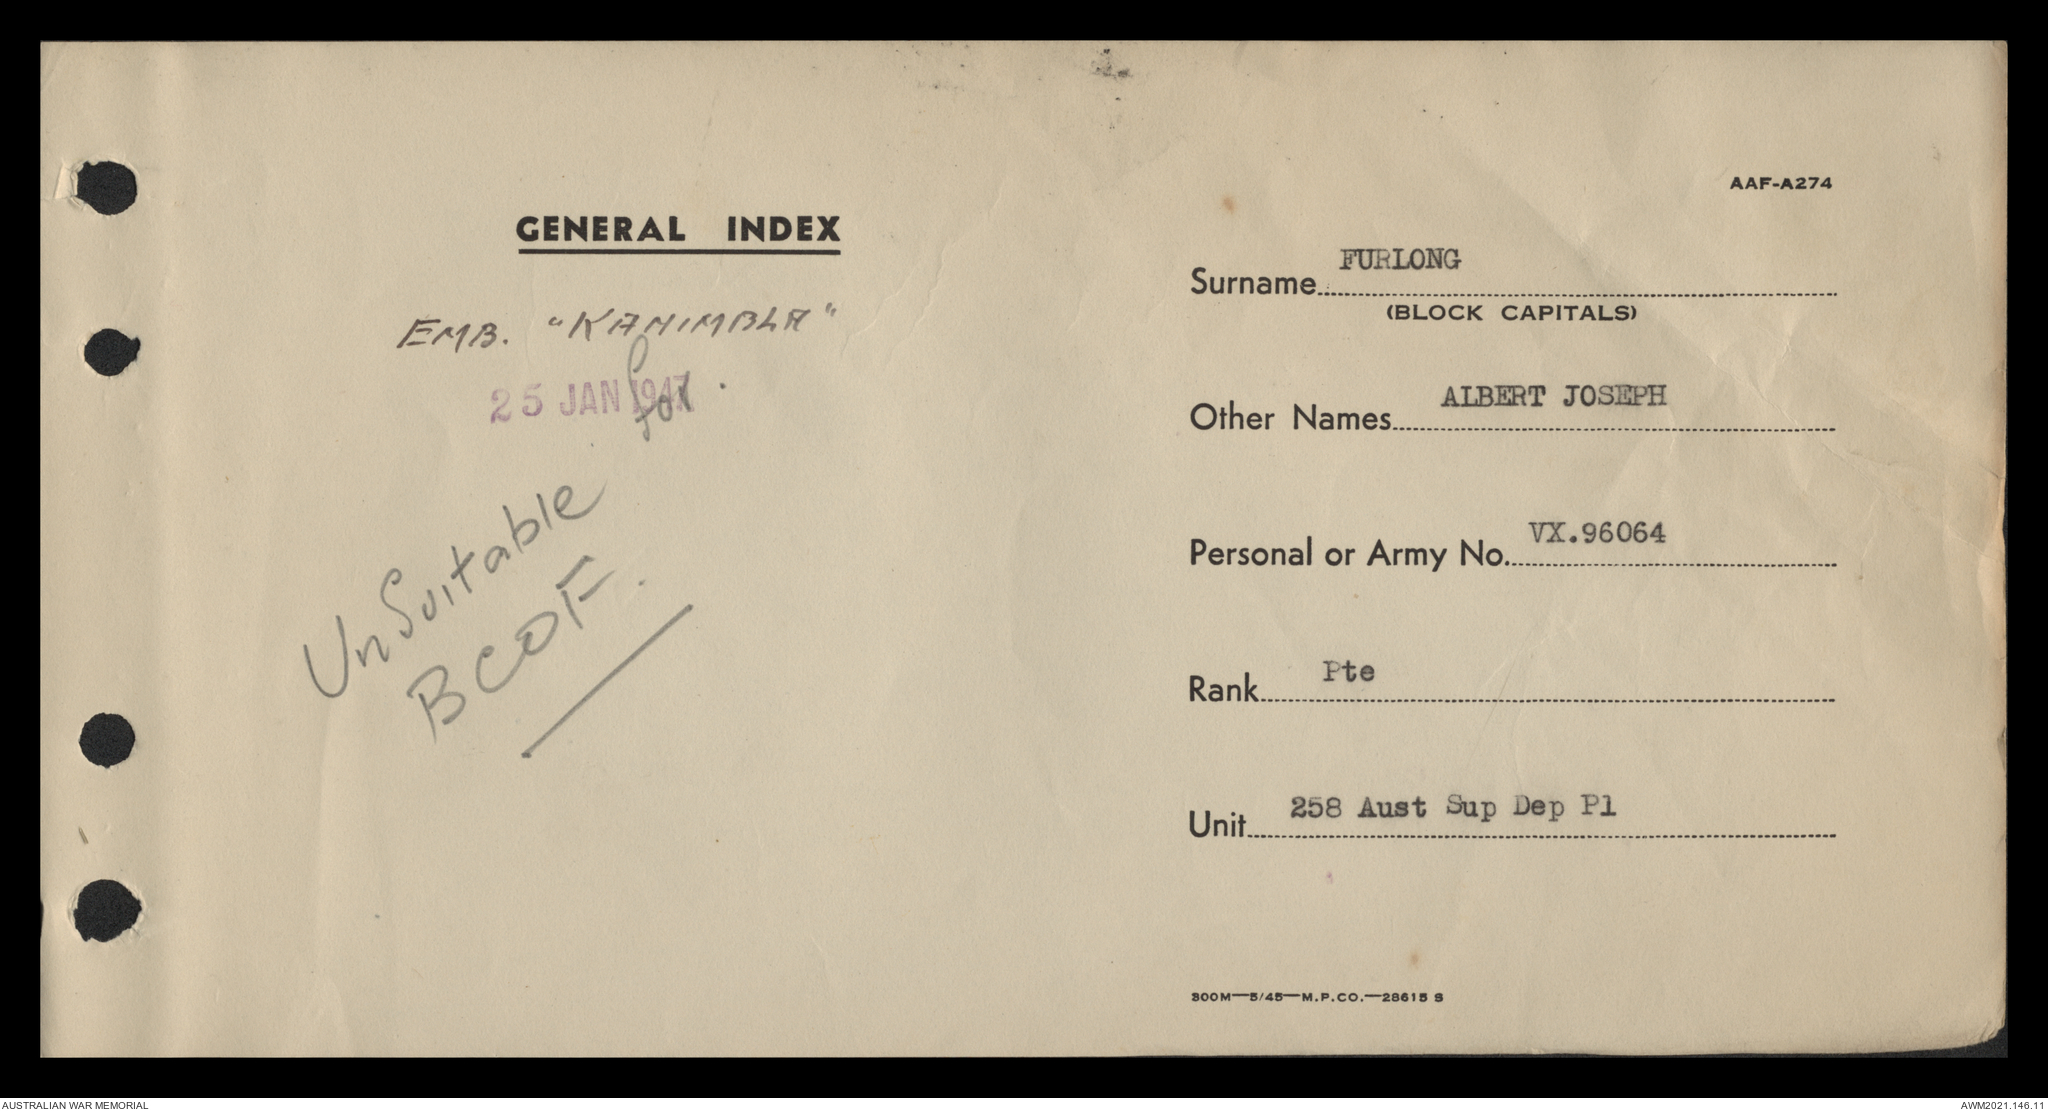 GENERAL INDEX
EMB. "KANIMBLA"
25 JAN 1947
UnSuitable for
BCOF.
AAF-A274
Surname FURLONG
(BLOCK CAPITALS)
Other Names ALBERT JOSEPH
Personal or Army No. VX.96064
Rank Pte
Unit 258 Aust Sup Dep Pl
300M—5/45—M.P.CO.—28615 S
AUSTRALIAN WAR MEMORIAL
AWM2021.146.11